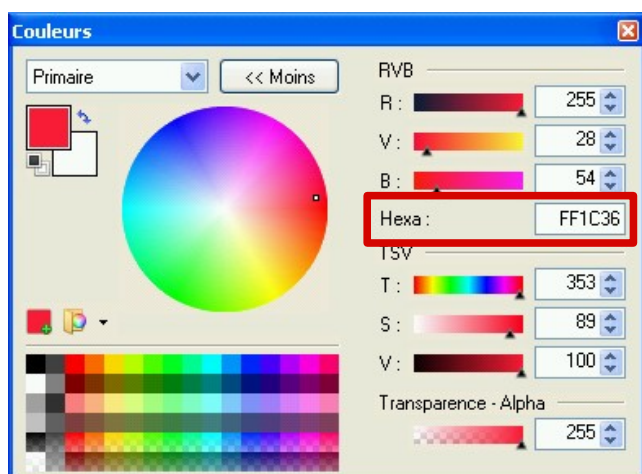 Couleurs
Primaire
<< Moins
RVB
R : 255
V : 28
B : 54
Hexa : FF1C36
TSV
T : 353
S : 89
V : 100
Transparence - Alpha
255